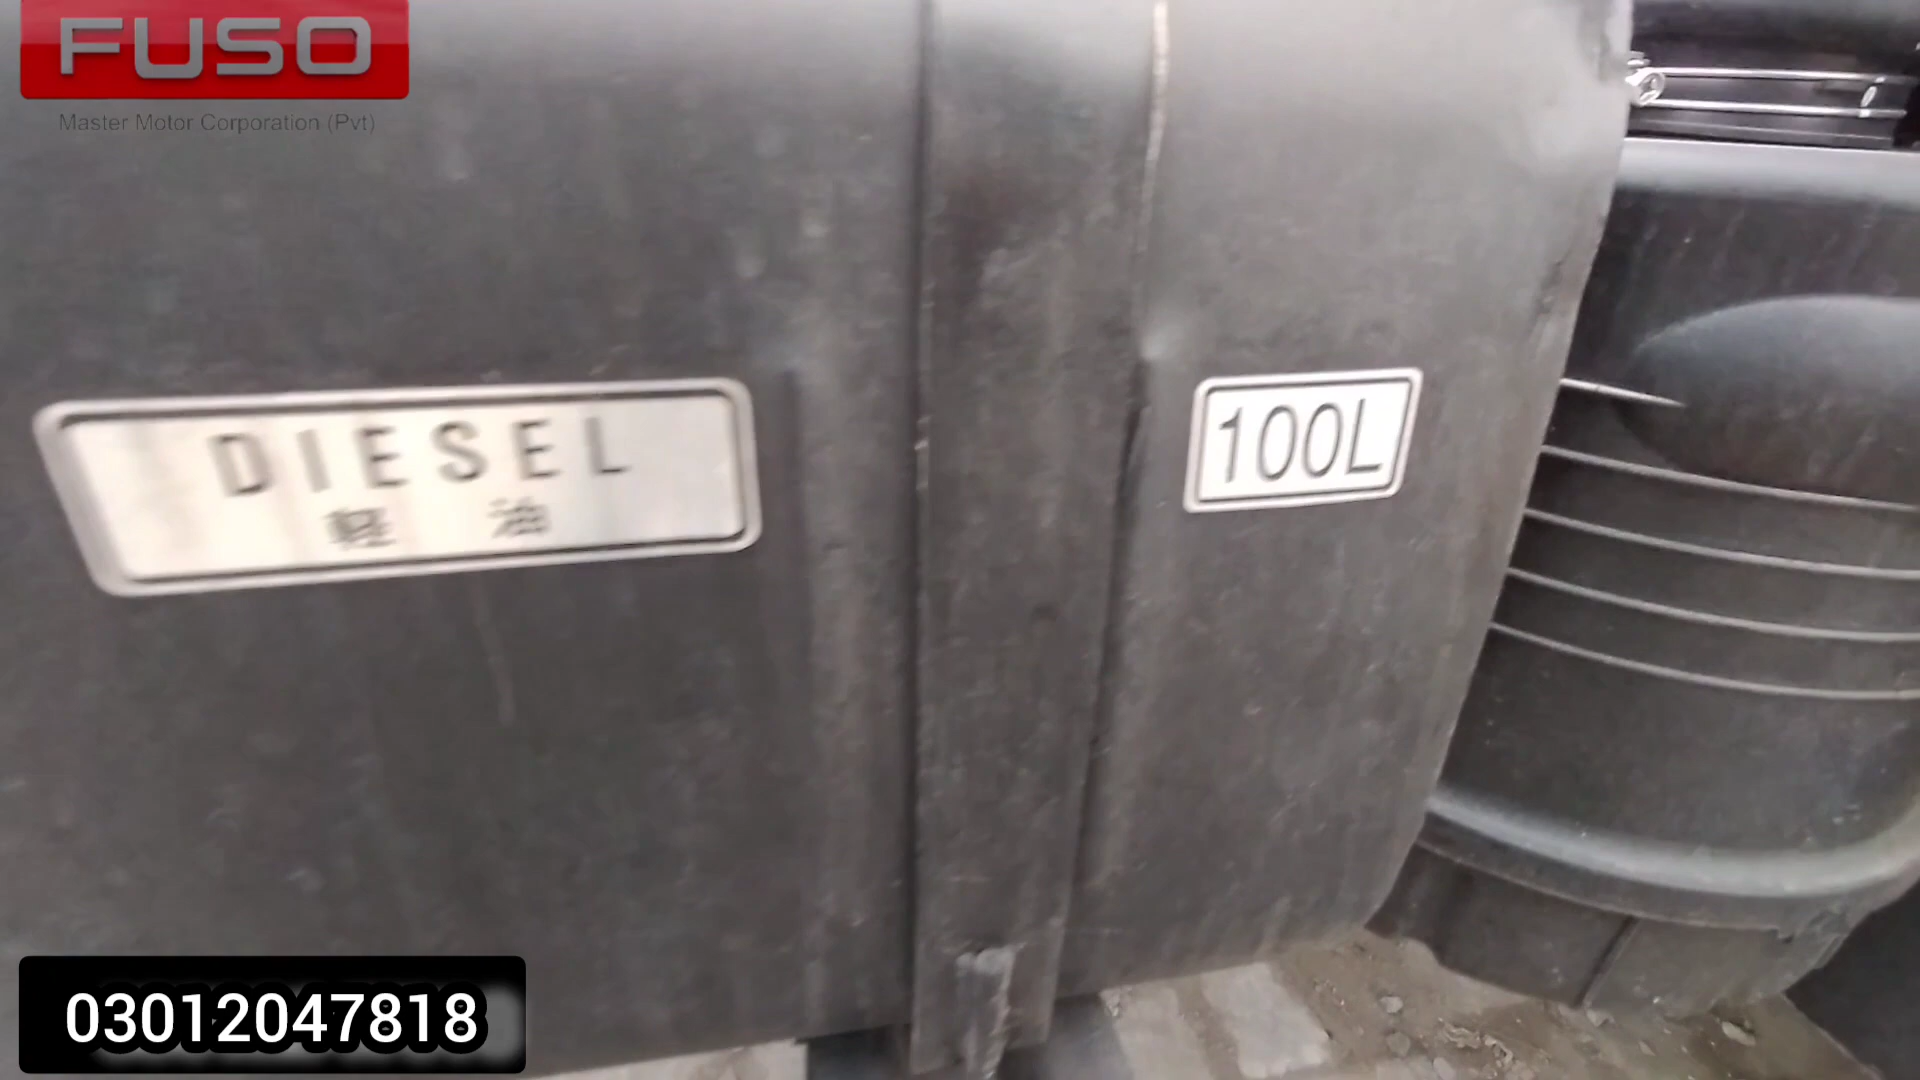 FUSO
Master Motor Corporation (Pvt)
DIESEL
軽油
100L
03012047818